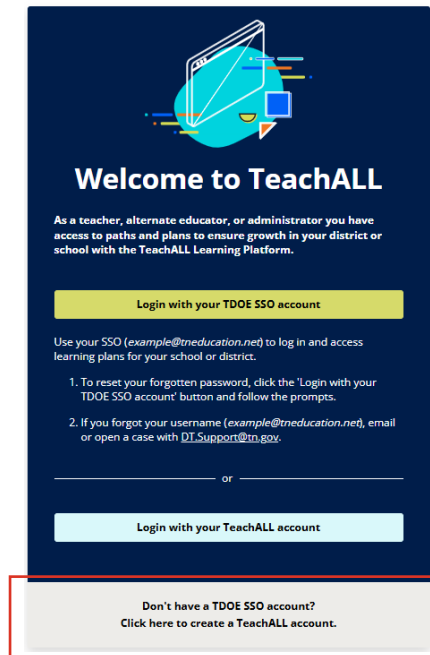 Welcome to TeachALL
As a teacher, alternate educator, or administrator you have
access to paths and plans to ensure growth in your district or
school with the TeachALL Learning Platform.
Login with your TDOE SSO account
Use your SSO (example@tneducation.net) to log in and access
learning plans for your school or district.
1. To reset your forgotten password, click the 'Login with your
TDOE SSO account' button and follow the prompts.
2. If you forgot your username (example@tneducation.net), email
or open a case with DT.Support@tn.gov.
or
Login with your TeachALL account
Don't have a TDOE SSO account?
Click here to create a TeachALL account.